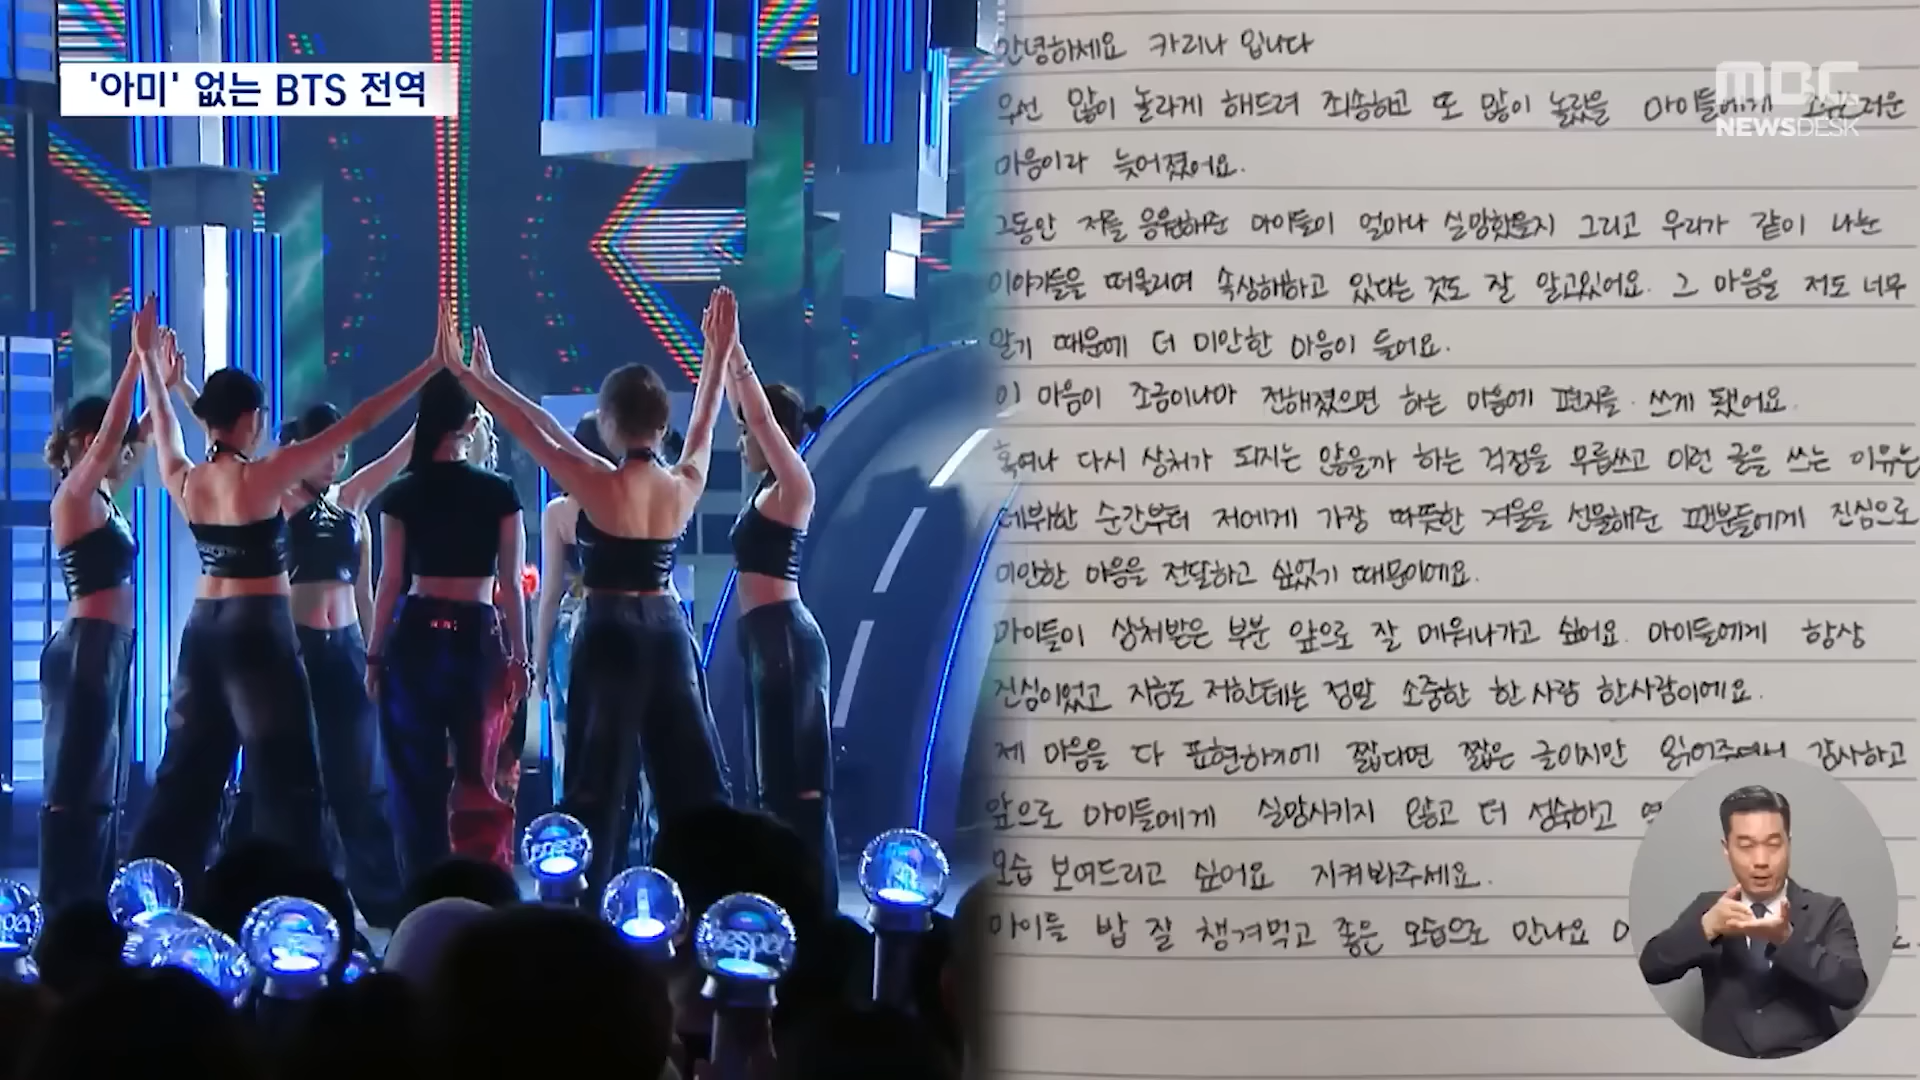 '아미' 없는 BTS 전역
MBC
NEWSDESK
안녕하세요 카리나 입니다
우선 많이 놀라게 해드려 죄송하고 또 많이 놀랐을 마이들에게 조심스러운
마음이라 늦어졌어요.
그동안 저를 응원해준 마이들이 얼마나 실망했을지 그리고 우리가 같이 나눈
이야기들을 떠올리며 속상해하고 있다는 것도 잘 알고있어요. 그 마음을 저도 너무
알기 때문에 더 미안한 마음이 들어요.
이 마음이 조금이나마 전해졌으면 하는 마음에 편지를 쓰게 됐어요.
혹여나 다시 상처가 되지는 않을까 하는 걱정을 무릅쓰고 이런 글을 쓰는 이유는
데뷔한 순간부터 저에게 가장 따뜻한 겨울을 선물해준 팬분들에게 진심으로
미안한 마음을 전달하고 싶었기 때문이에요.
마이들이 상처받은 부분 앞으로 잘 메워나가고 싶어요. 마이들에게 항상
진심이었고 지금도 저한테는 정말 소중한 한 사람 한사람이에요.
제 마음을 다 표현하기에 짧다면 짧은 글이지만 읽어주셔서 감사하고
앞으로 마이들에게 실망시키지 않고 더 성숙하고
모습 보여드리고 싶어요 지켜봐주세요.
마이들 밥 잘 챙겨먹고 좋은 모습으로 만나요
aespa